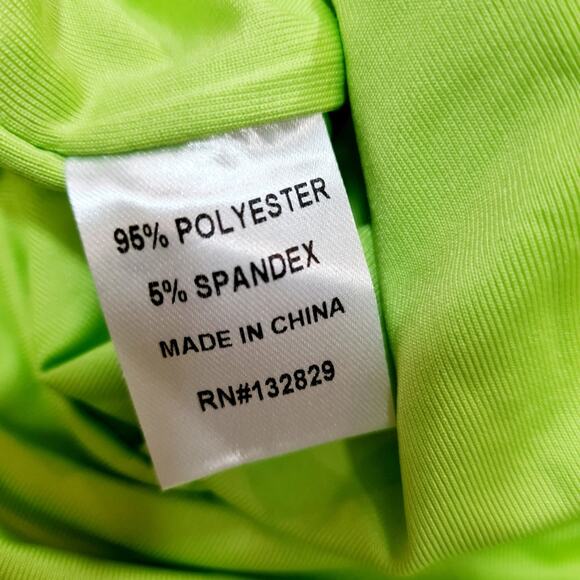 95% POLYESTER
5% SPANDEX
MADE IN CHINA
RN#132829